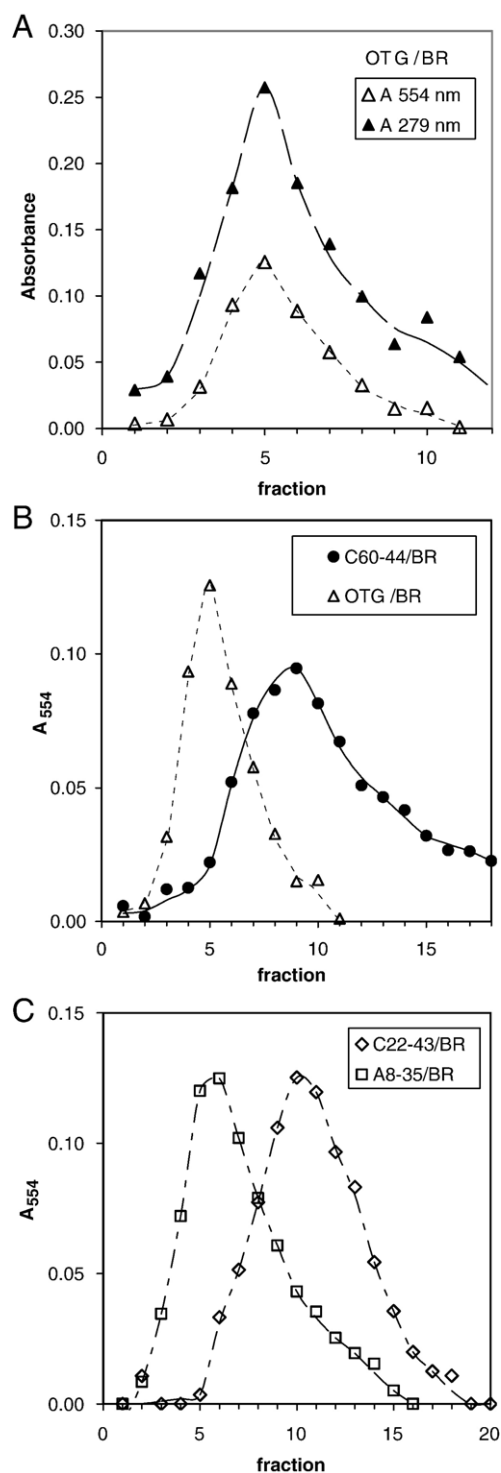 A
OTG/BR
A 554 nm
A 279 nm
0.30
0.25
0.20
0.15
0.10
0.05
0.00
Absorbance
0 5 10
fraction
B
C60-44/BR
OTG/BR
0.15
0.10
0.05
0.00
A554
0 5 10 15
fraction
C
C22-43/BR
A8-35/BR
0.15
0.10
0.05
0.00
A554
0 5 10 15 20
fraction